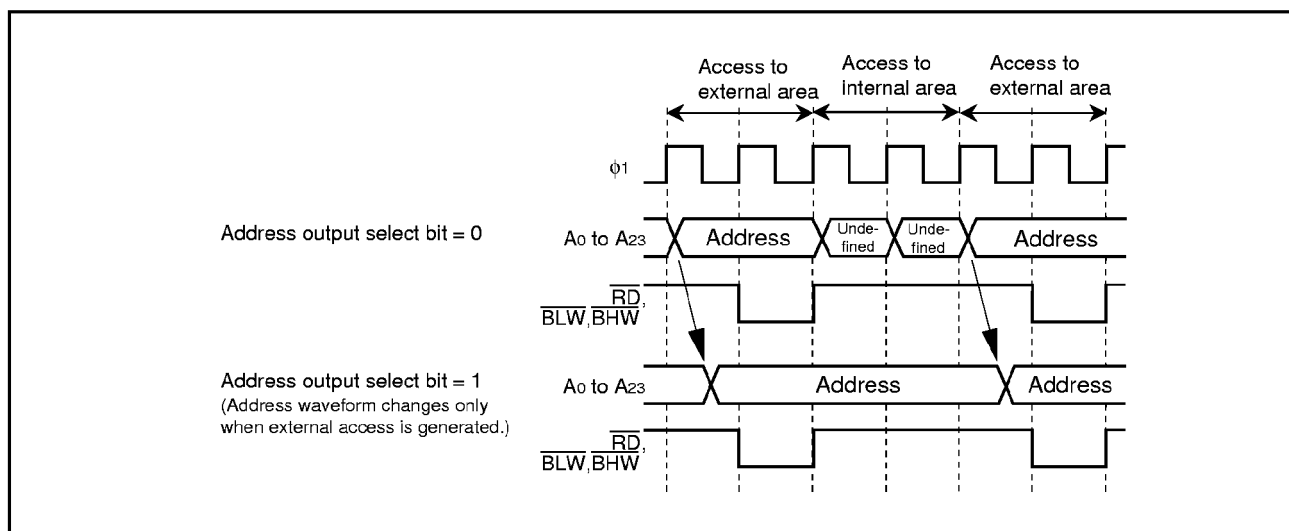 Access to
external area
Access to
Internal area
Access to
external area
ϕ1
Address output select bit = 0
A0 to A23
Address
Unde-
fined
Unde-
fined
Address
RD,
BLW,BHW
Address output select bit = 1
(Address waveform changes only
when external access is generated.)
A0 to A23
Address
Address
RD,
BLW,BHW